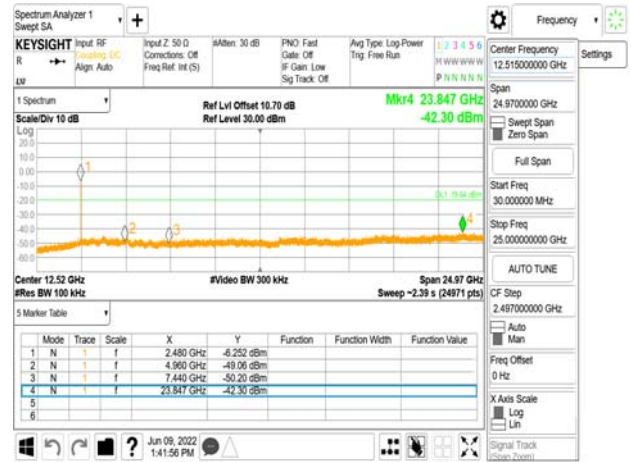 Spectrum Analyzer 1
Swept SA
Frequency
KEYSIGHT
R
LV
Input: RF
Coupling: DC
Align: Auto
Input Z: 50 Ω
Corrections: Off
Freq Ref: Int (S)
#Atten: 30 dB
PNO: Fast
Gate: Off
IF Gain: Low
Sig Track: Off
Avg Type: Log-Power
Trig: Free Run
1 2 3 4 5 6
M W W W W W
P N N N N N
Settings
Center Frequency
12.515000000 GHz
Span
24.9700000 GHz
Swept Span
Zero Span
Full Span
Start Freq
30.000000 MHz
Stop Freq
25.000000000 GHz
AUTO TUNE
CF Step
2.497000000 GHz
Auto
Man
Freq Offset
0 Hz
X Axis Scale
Log
Lin
Signal Track
(Span Zoom)
1 Spectrum
Scale/Div 10 dB
Ref Lvl Offset 10.70 dB
Ref Level 30.00 dBm
Mkr4 23.847 GHz
-42.30 dBm
Log
20.0
10.0
0.00
-10.0
-20.0
-30.0
-40.0
-50.0
-60.0
1
2
3
4
Center 12.52 GHz
#Res BW 100 kHz
#Video BW 300 kHz
Span 24.97 GHz
Sweep ~2.39 s (24971 pts)
5 Marker Table
Mode Trace Scale X Y Function Function Width Function Value
1 N 1 f 2.480 GHz -6.252 dBm
2 N 1 f 4.960 GHz -49.06 dBm
3 N 1 f 7.440 GHz -50.20 dBm
4 N 1 f 23.847 GHz -42.30 dBm
5
6
?
Jun 09, 2022
1:41:56 PM